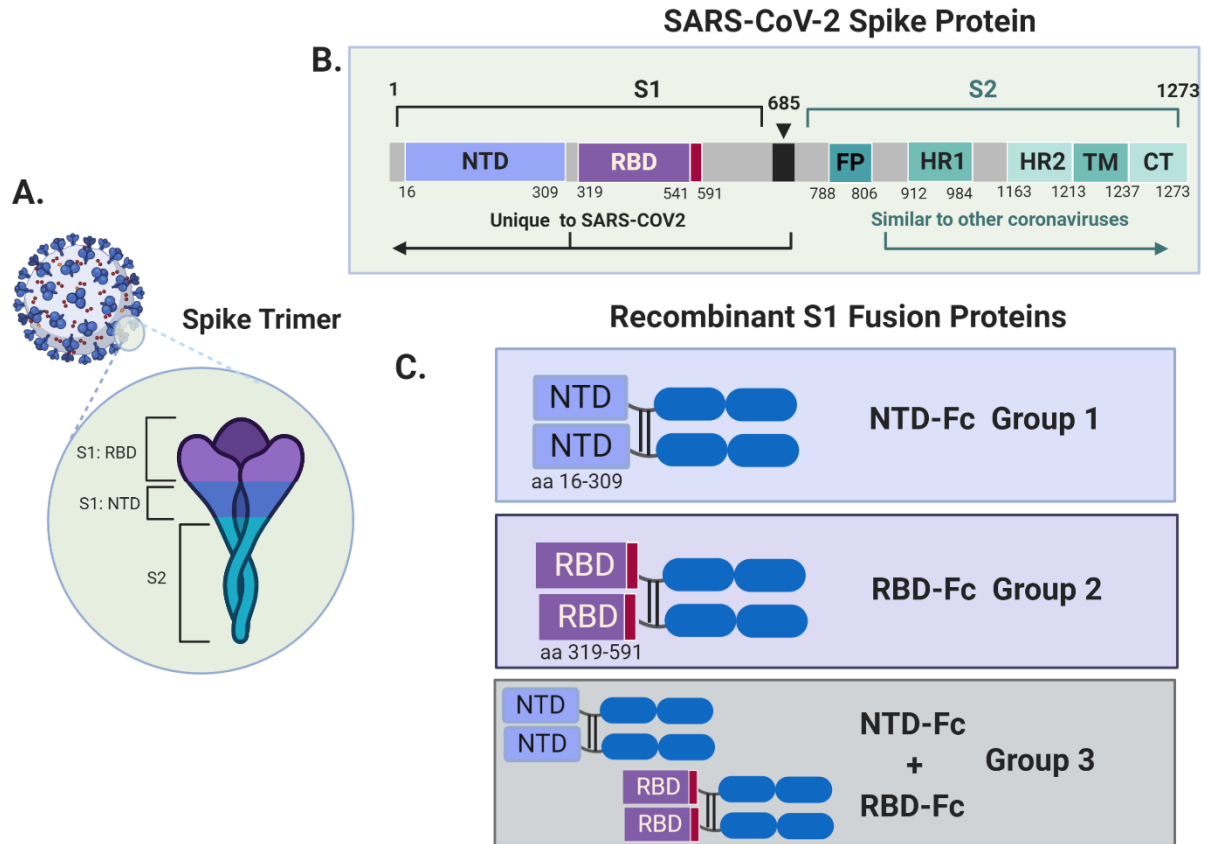 SARS-CoV-2 Spike Protein
B.
1
S1
685
S2
1273
NTD
RBD
FP
HR1
HR2
TM
CT
16
309
319
541
591
788
806
912
984
1163
1213
1237
1273
Unique to SARS-COV2
Similar to other coronaviruses
A.
Spike Trimer
S1: RBD
S1: NTD
S2
Recombinant S1 Fusion Proteins
C.
NTD
NTD
aa 16-309
NTD-Fc Group 1
RBD
RBD
aa 319-591
RBD-Fc Group 2
NTD
NTD
RBD
RBD
NTD-Fc
+
RBD-Fc
Group 3